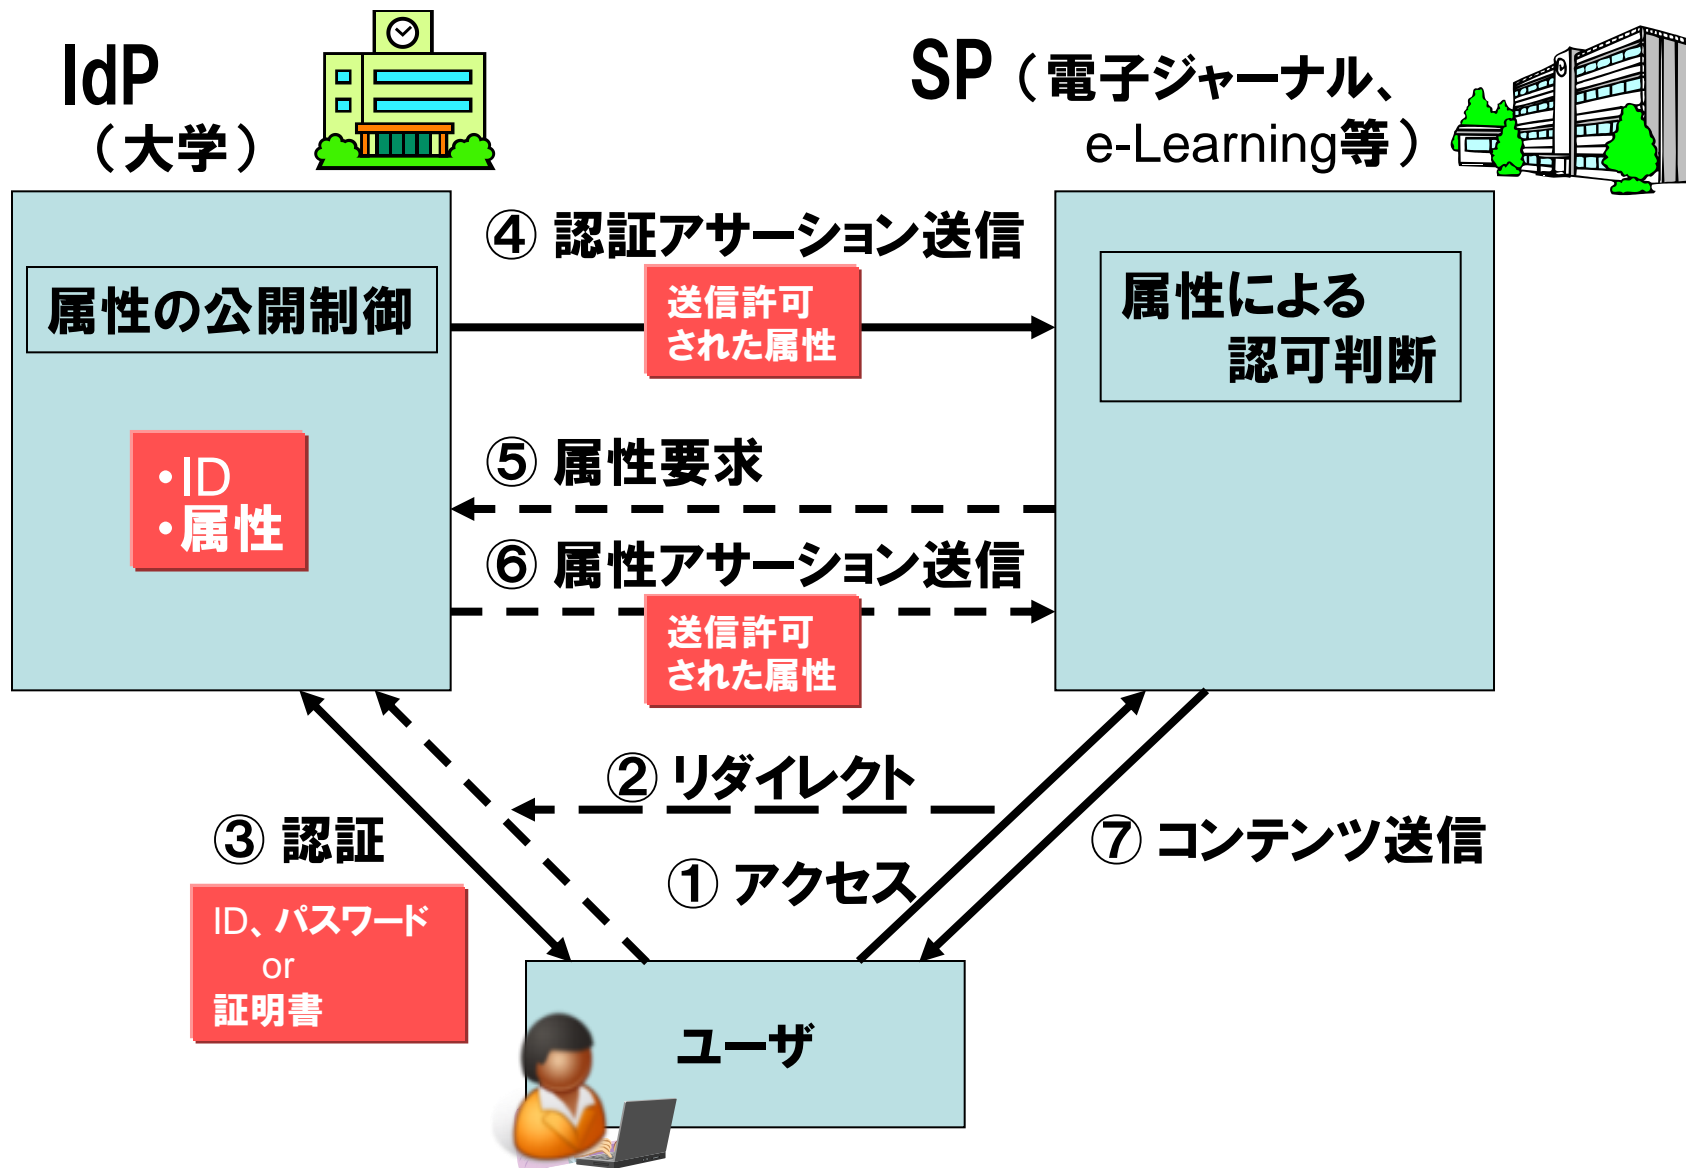 IdP
（大学）
SP（電子ジャーナル、
e-Learning等）
④ 認証アサーション送信
属性の公開制御
送信許可
された属性
属性による
認可判断
・ID
・属性
⑤ 属性要求
⑥ 属性アサーション送信
送信許可
された属性
② リダイレクト
③ 認証
① アクセス
⑦ コンテンツ送信
ID、パスワード
or
証明書
ユーザ